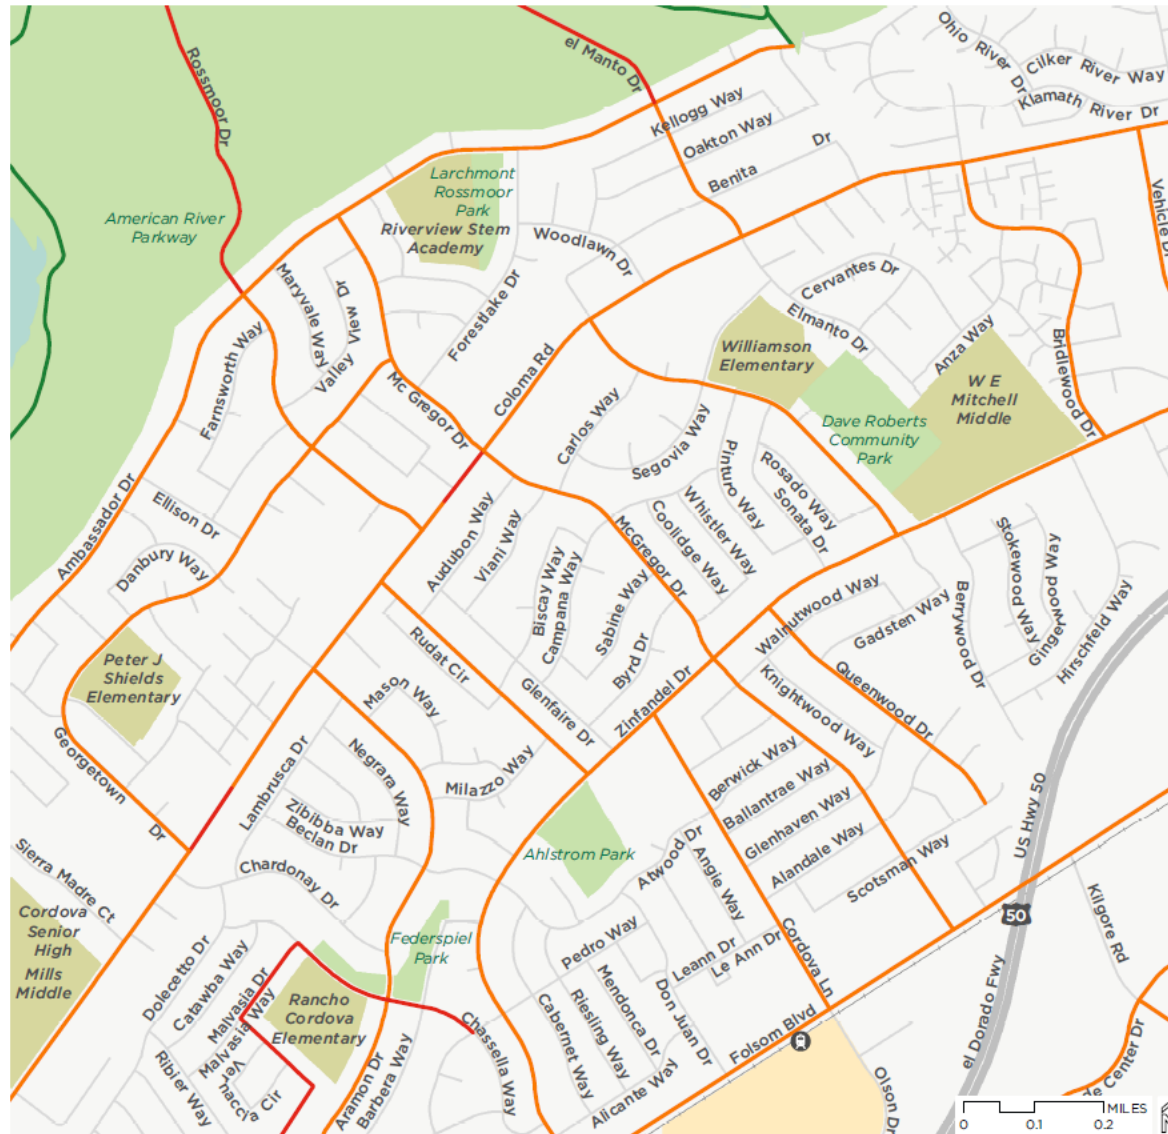 Rossmoor Dr
el Manto Dr
Ohio River Dr
Cilker River Way
Klamath River Dr
Kellogg Way
Oakton Way
Benita
Dr
Vehicle Dr
American River
Parkway
Larchmont
Rossmoor
Park
Riverview Stem
Academy
Woodlawn Dr
Forestlake Dr
Cervantes Dr
Elmanto Dr
Anza Way
Bridlewood Dr
Maryvale Way
Valley
View Dr
Farnsworth Way
Mc Gregor Dr
Coloma Rd
Williamson
Elementary
W E
Mitchell
Middle
Dave Roberts
Community
Park
Carlos Way
Segovia Way
Pinturo Way
Rosado Way
Sonata Dr
Whistler Way
Coolidge Way
McGregor Dr
Ambassador Dr
Ellison Dr
Danbury Way
Audubon Way
Viani Way
Biscay Way
Campana Way
Sabine Way
Byrd Dr
Stokewood Way
Ginger Wood Way
Hirschfeld Way
Berrywood Dr
Walnutwood Way
Gadsten Way
Queenwood Dr
Knightwood Way
Peter J
Shields
Elementary
Rudat Cir
Glenfaire Dr
Zinfandel Dr
Mason Way
Negrara Way
Milazzo Way
Georgetown
Dr
Lambrusca Dr
Zibibba Way
Beclan Dr
Chardonay Dr
Berwick Way
Ballantrae Way
Glenhaven Way
Alandale Way
Scotsman Way
US Hwy 50
50
Ahlstrom Park
Atwood Dr
Angie Way
Sierra Madre Ct
Cordova
Senior
High
Mills
Middle
Federspiel
Park
Dolecetto Dr
Catawba Way
Malvasia Dr
Malvasia Way
Vernaccia Cir
Ribier Way
Rancho
Cordova
Elementary
Aramon Dr
Barbera Way
Chassella Way
Pedro Way
Leann Dr
Le Ann Dr
Cordova Ln
Mendonca Dr
Riesling Way
Cabernet Way
Don Juan Dr
Alicante Way
Folsom Blvd
Olson Dr
el Dorado Fwy
Kilgore Rd
de Center Dr
MILES
0
0.1
0.2